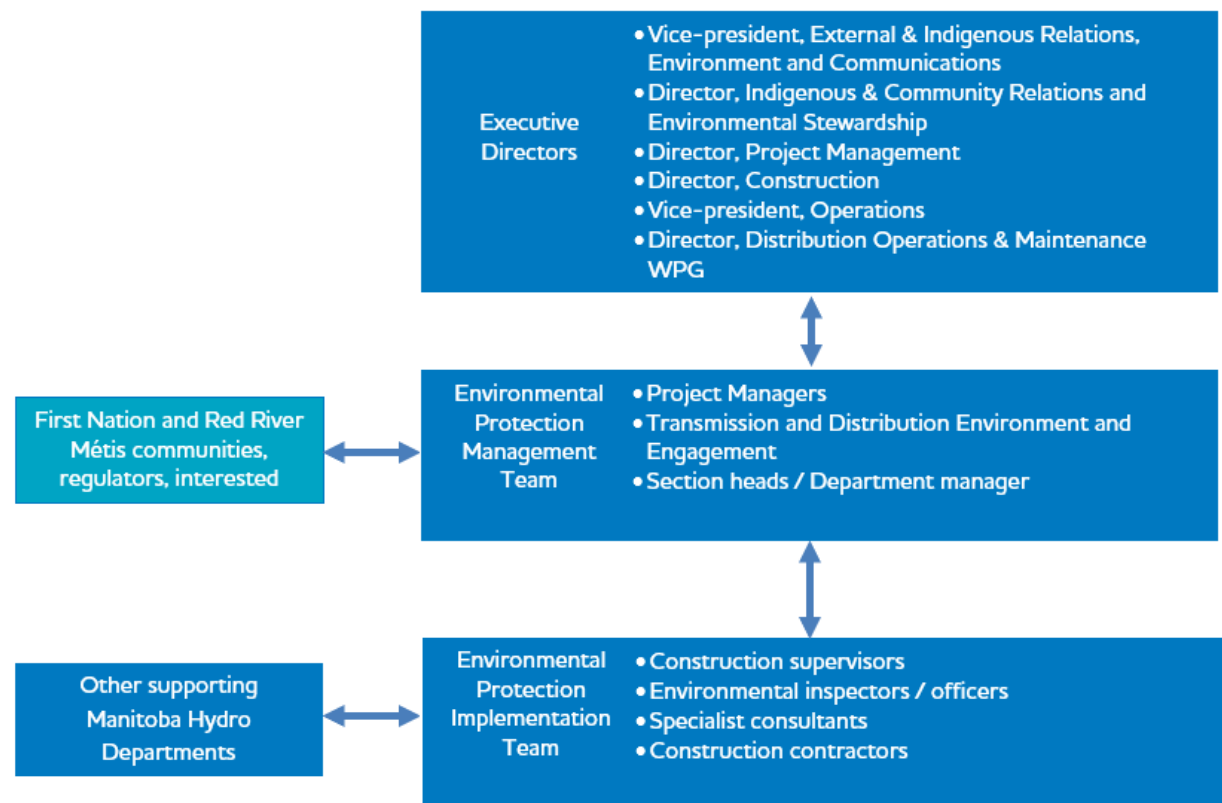 Executive
Directors
•Vice-president, External & Indigenous Relations,
Environment and Communications
•Director, Indigenous & Community Relations and
Environmental Stewardship
•Director, Project Management
•Director, Construction
•Vice-president, Operations
•Director, Distribution Operations & Maintenance
WPG
First Nation and Red River
Métis communities,
regulators, interested
Environmental
Protection
Management
Team
•Project Managers
•Transmission and Distribution Environment and
Engagement
•Section heads / Department manager
Other supporting
Manitoba Hydro
Departments
Environmental
Protection
Implementation
Team
•Construction supervisors
•Environmental inspectors / officers
•Specialist consultants
•Construction contractors